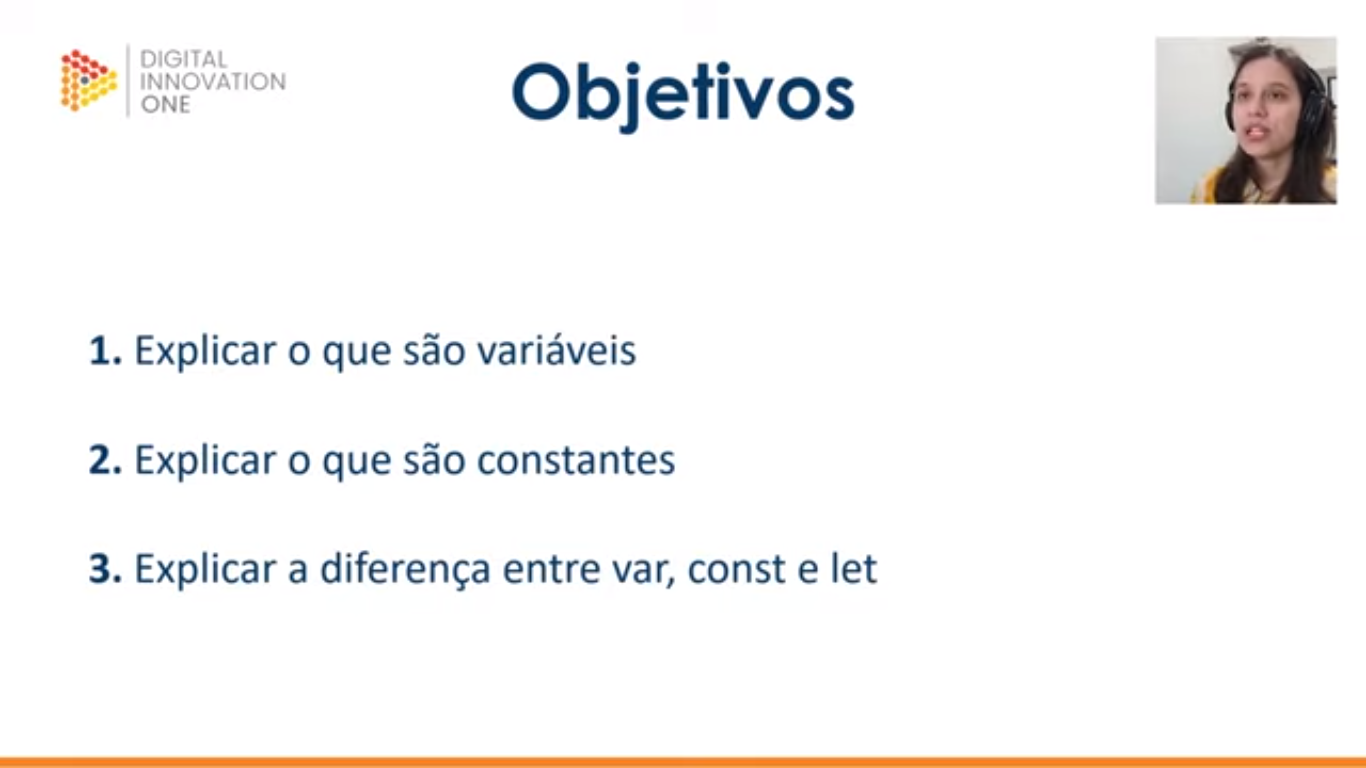 DIGITAL
INNOVATION
ONE
Objetivos
1. Explicar o que são variáveis
2. Explicar o que são constantes
3. Explicar a diferença entre var, const e let